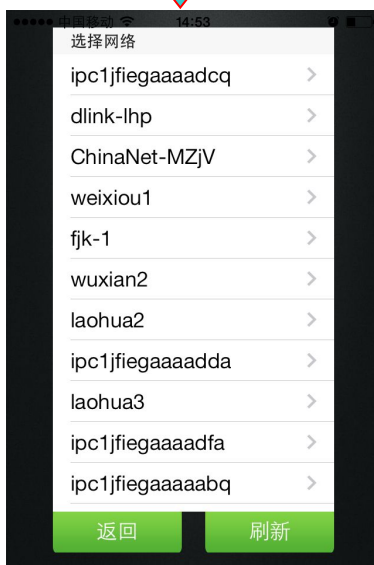 中国移动 14:53
选择网络
ipc1jfiegaaaadcq
dlink-lhp
ChinaNet-MZjV
weixiou1
fjk-1
wuxian2
laohua2
ipc1jfiegaaaadda
laohua3
ipc1jfiegaaaadfa
ipc1jfiegaaaaabq
返回 刷新